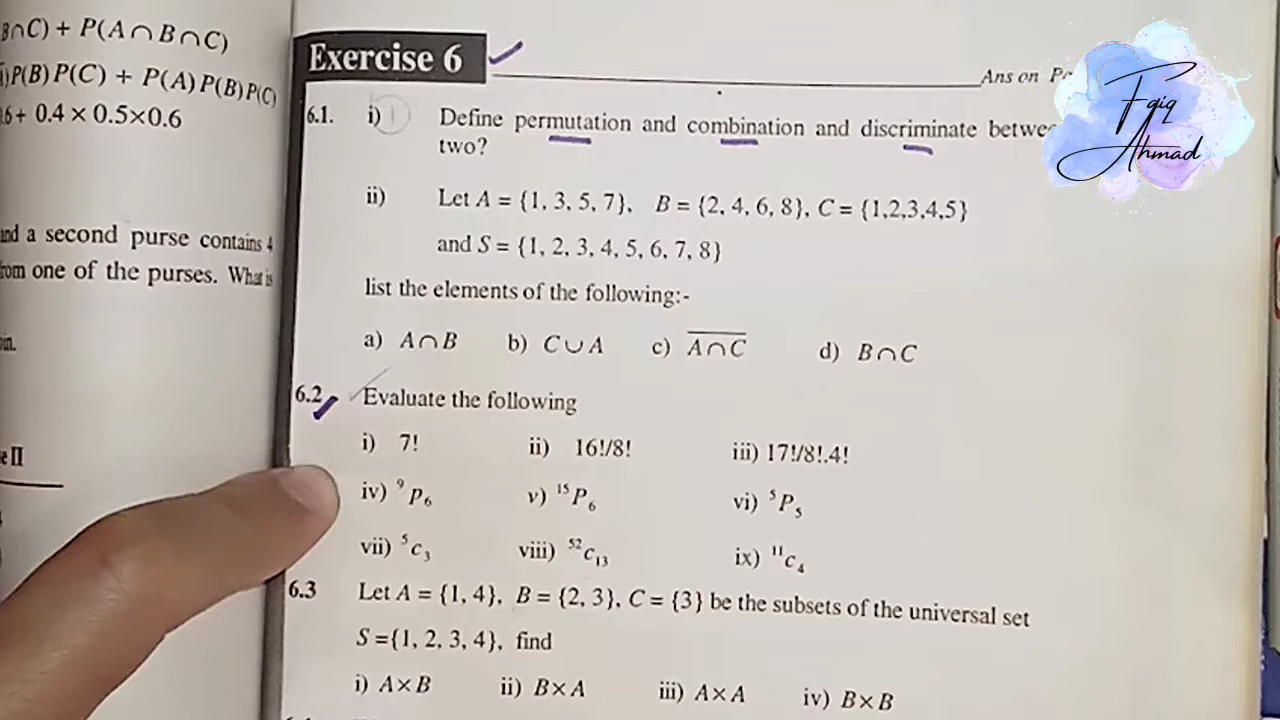 B∩C) + P(A∩B∩C)
P(B)P(C) + P(A)P(B)P(C)
6 + 0.4 × 0.5×0.6
and a second purse contains 4
from one of the purses. What is
Exercise 6
Ans on
6.1. i) Define permutation and combination and discriminate
two?
ii) Let A = {1, 3, 5, 7}, B = {2, 4, 6, 8}, C = {1,2,3,4,5}
and S = {1, 2, 3, 4, 5, 6, 7, 8}
list the elements of the following:-
a) A∩B b) C∪A c) \overline{A∩C} d) B∩C
6.2 Evaluate the following
i) 7! ii) 16!/8! iii) 17!/8!.4!
iv) ⁹P₆ v) ¹⁵P₆ vi) ⁵P₅
vii) ⁵c₃ viii) ⁵²c₁₃ ix) ¹¹c₄
6.3 Let A = {1, 4}, B = {2, 3}, C = {3} be the subsets of the universal set
S ={1, 2, 3, 4}, find
i) A×B ii) B×A iii) A×A iv) B×B
Fqiq
Ahmad